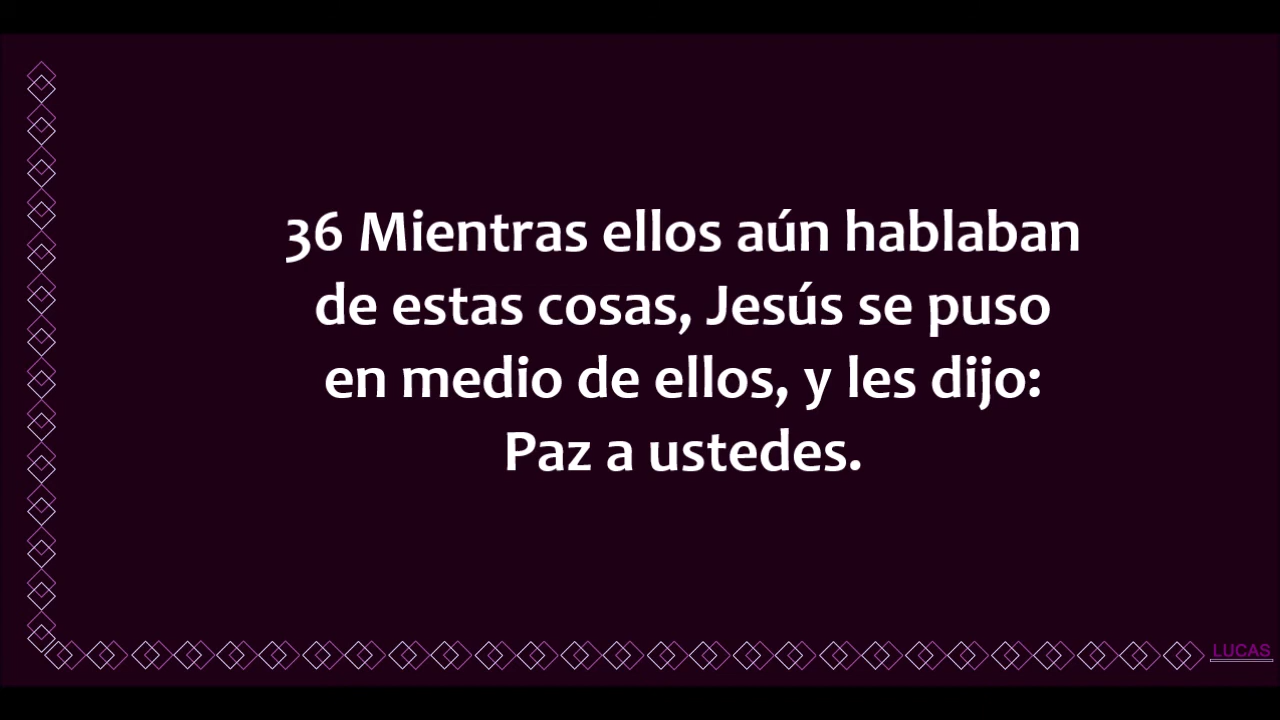 36 Mientras ellos aún hablaban
de estas cosas, Jesús se puso
en medio de ellos, y les dijo:
Paz a ustedes.
LUCAS